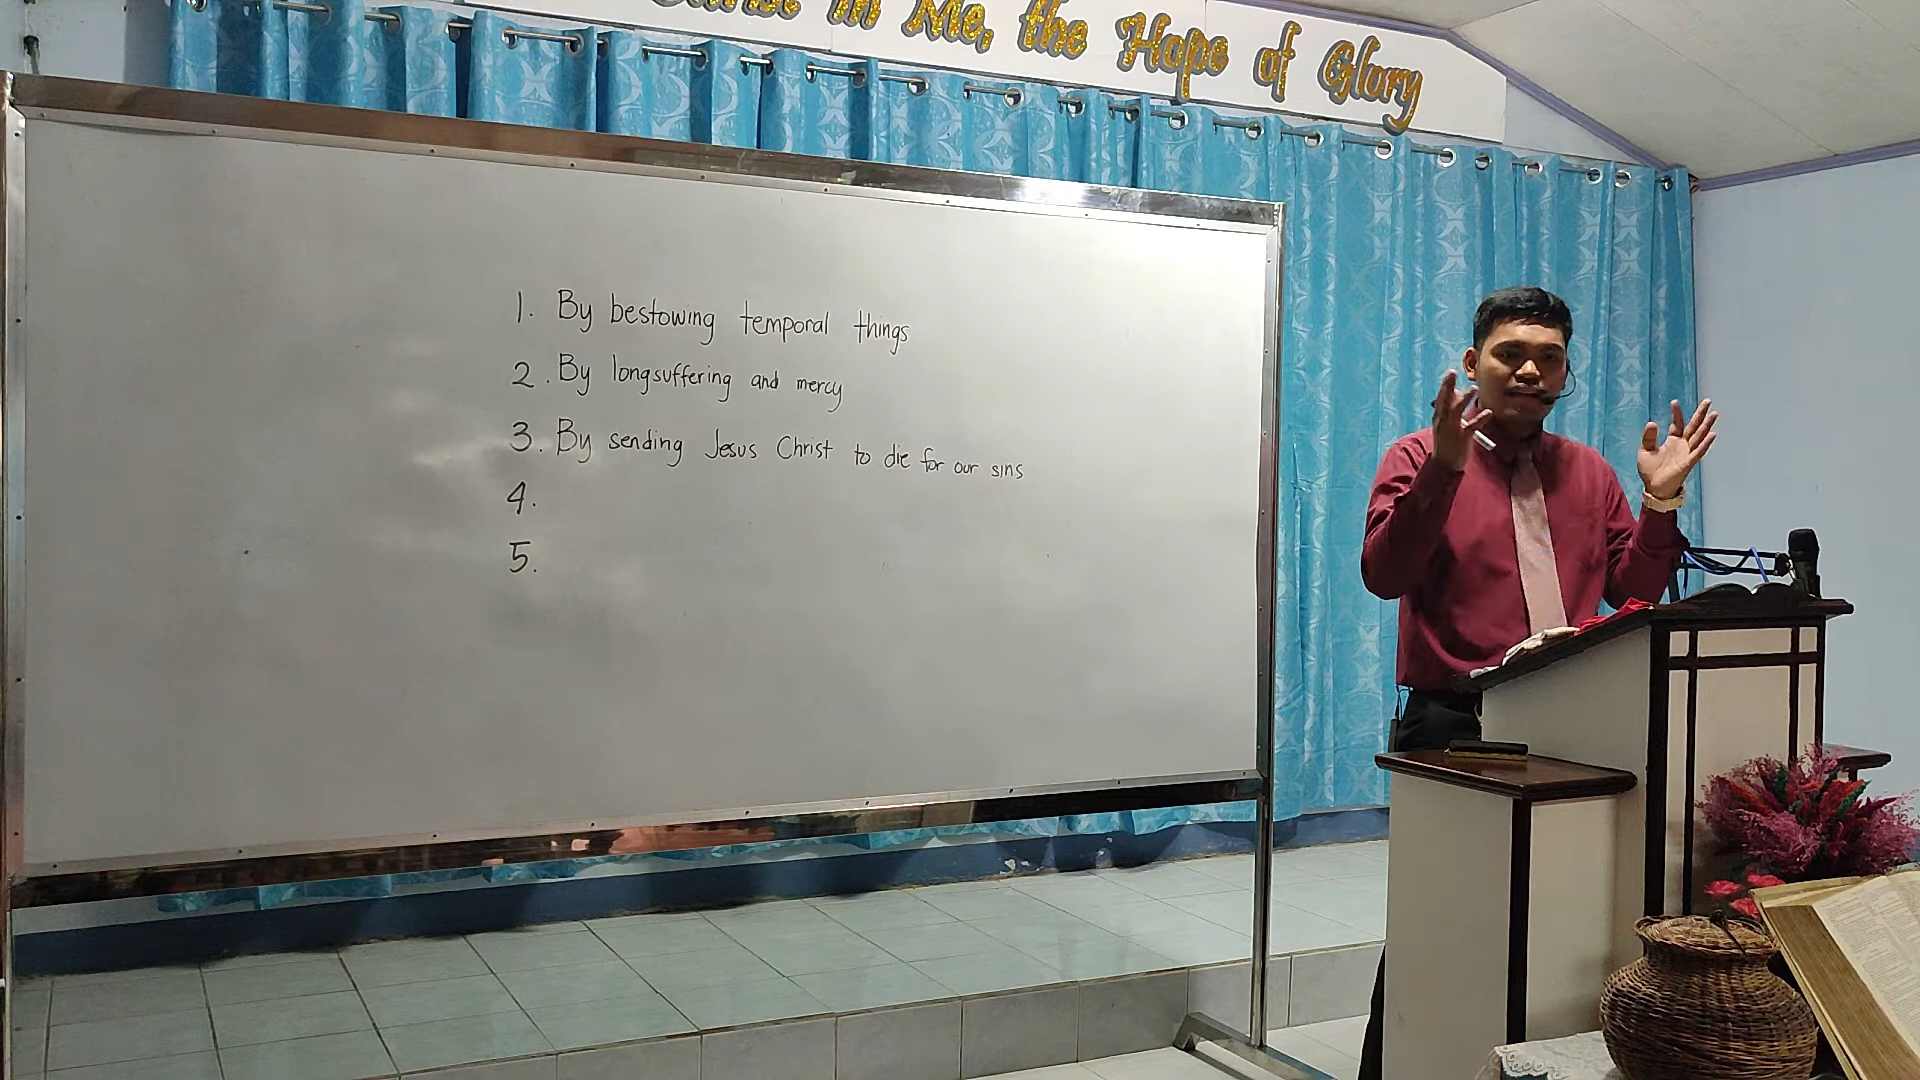 in Me, the Hope of Glory
1. By bestowing temporal things
2. By longsuffering and mercy
3. By sending Jesus Christ to die for our sins
4.
5.